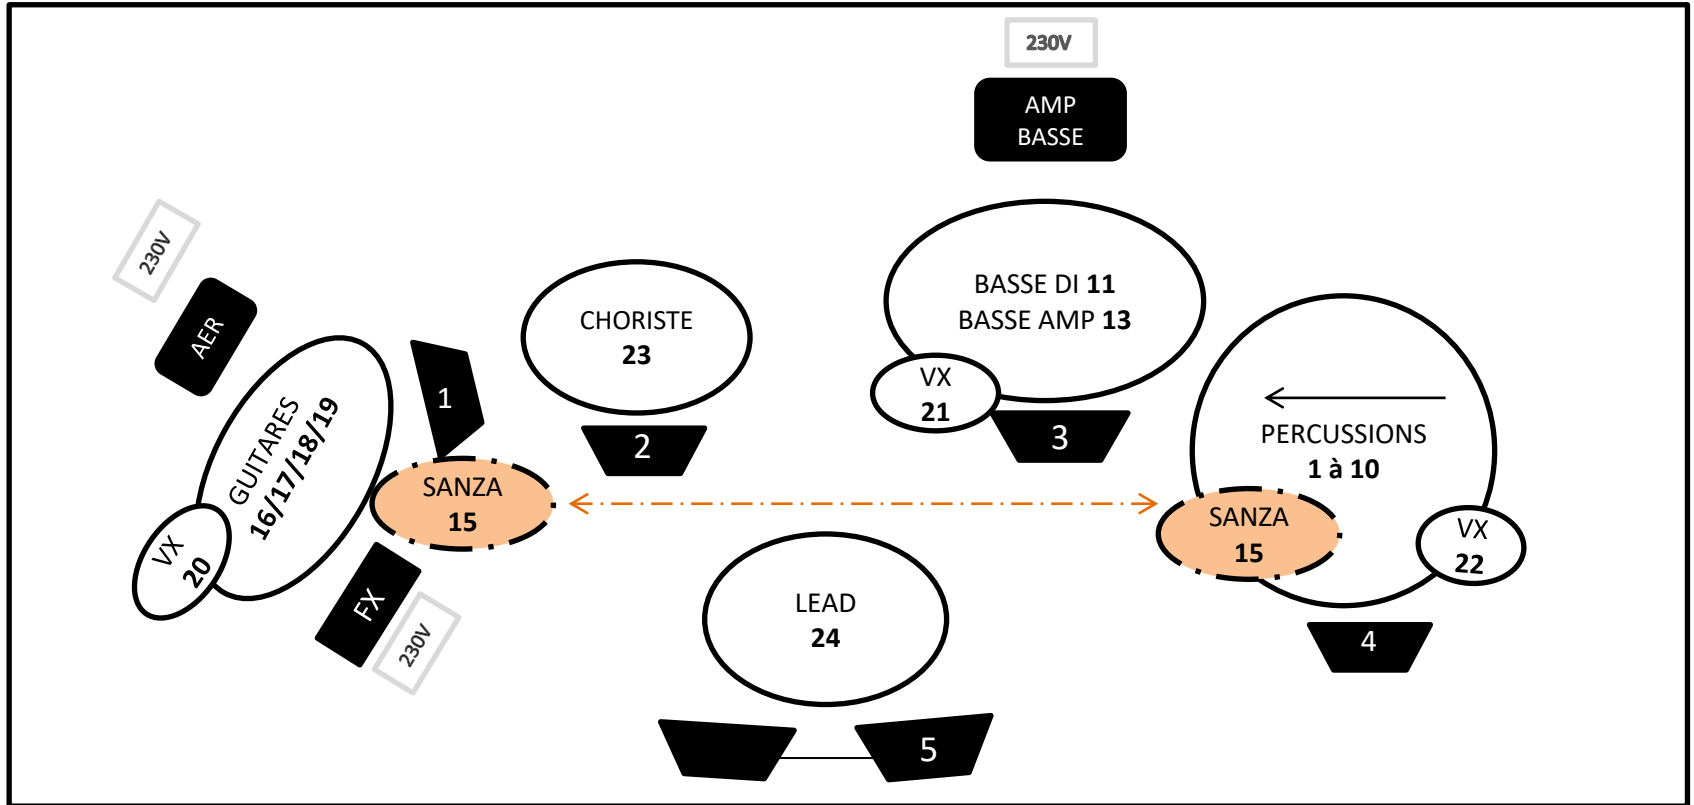 230V
AMP
BASSE
230V
AER
GUITARES
16/17/18/19
VX
20
1
CHORISTE
23
2
SANZA
15
FX
230V
BASSE DI 11
BASSE AMP 13
VX
21
3
PERCUSSIONS
1 à 10
SANZA
15
VX
22
4
LEAD
24
5